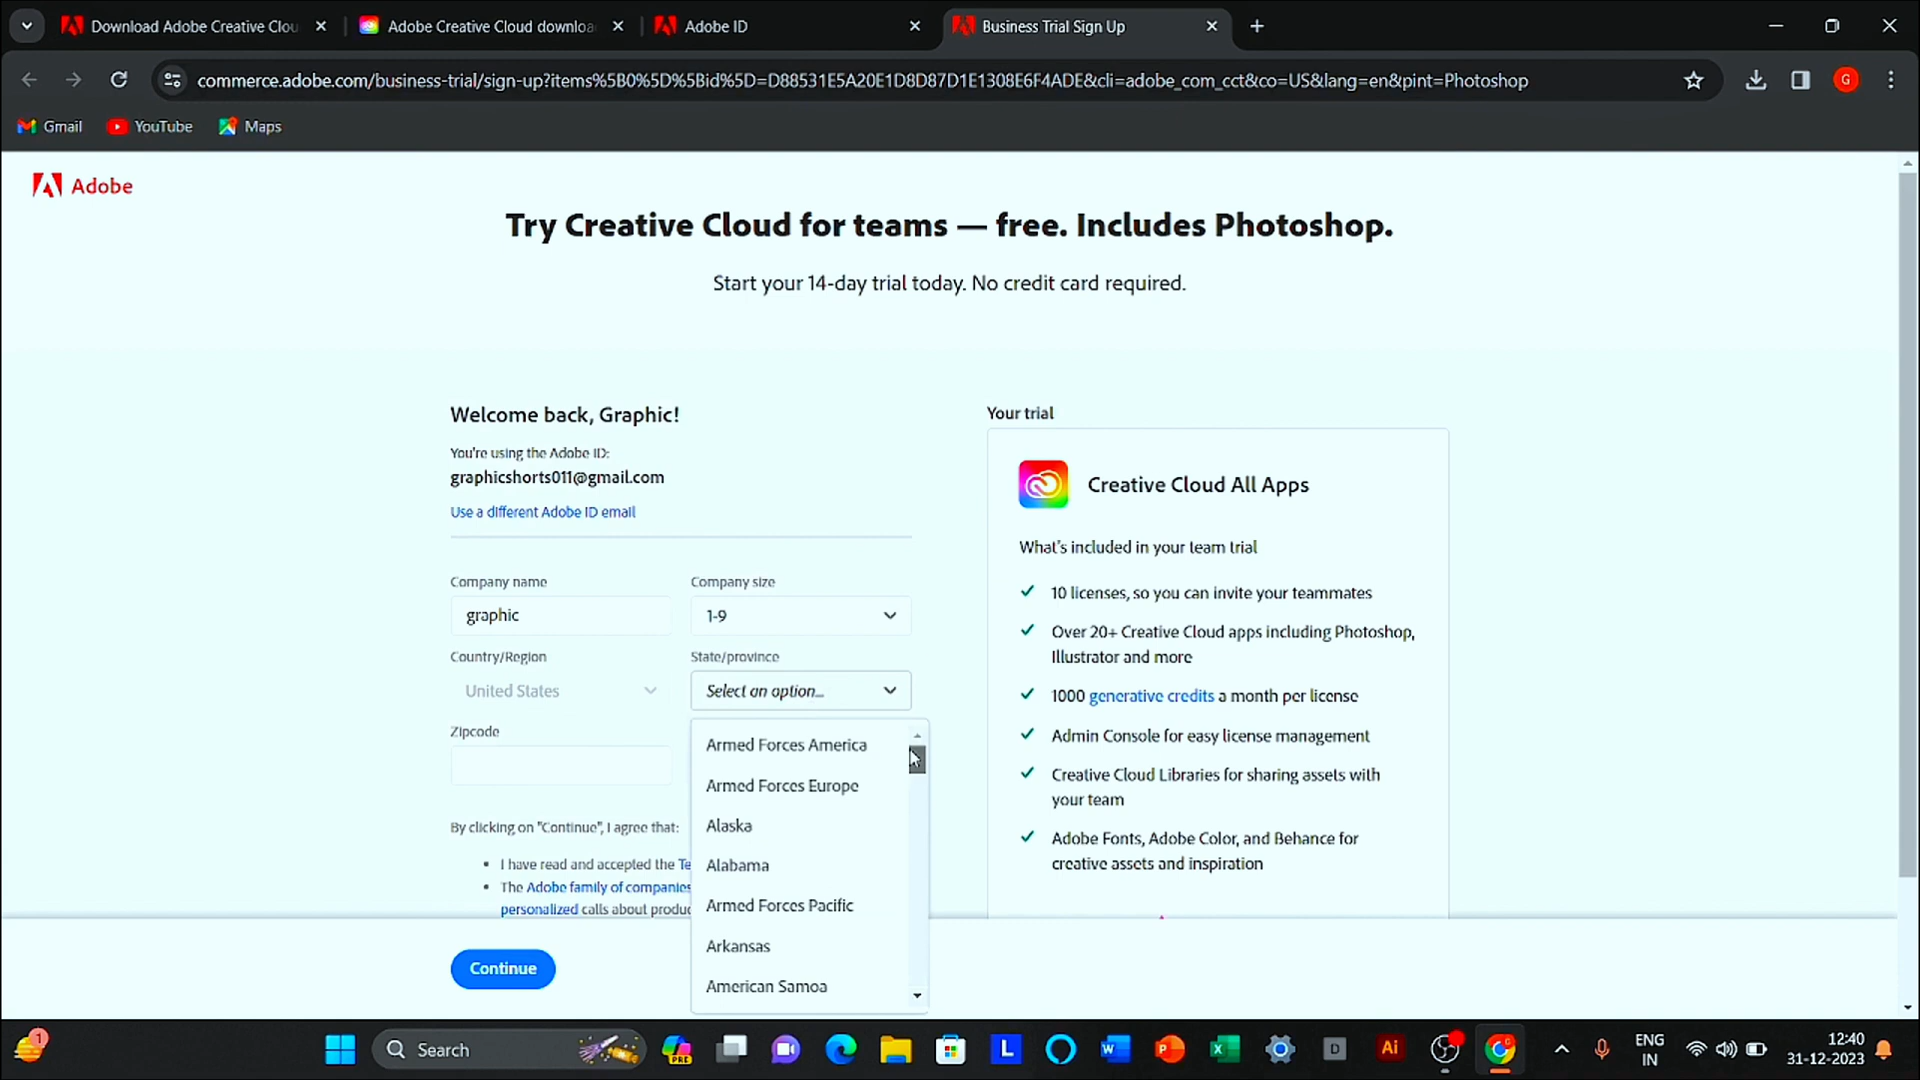 Download Adobe Creative Clou
Adobe Creative Cloud downloa
Adobe ID
Business Trial Sign Up
commerce.adobe.com/business-trial/sign-up?items%5B0%5D%5Bid%5D=D88531E5A20E1D8D87D1E1308E6F4ADE&cli=adobe_com_cct&co=US&lang=en&pint=Photoshop
G
Gmail
YouTube
Maps
Adobe
Try Creative Cloud for teams — free. Includes Photoshop.
Start your 14-day trial today. No credit card required.
Welcome back, Graphic!
You're using the Adobe ID:
graphicshorts011@gmail.com
Use a different Adobe ID email
Company name
Company size
graphic
1-9
Country/Region
State/province
United States
Select an option...
Zipcode
Armed Forces America
Armed Forces Europe
Alaska
Alabama
Armed Forces Pacific
Arkansas
American Samoa
By clicking on "Continue", I agree that:
• I have read and accepted the Te
• The Adobe family of companies
personalized calls about produc
Continue
Your trial
Creative Cloud All Apps
What's included in your team trial
10 licenses, so you can invite your teammates
Over 20+ Creative Cloud apps including Photoshop,
Illustrator and more
1000 generative credits a month per license
Admin Console for easy license management
Creative Cloud Libraries for sharing assets with
your team
Adobe Fonts, Adobe Color, and Behance for
creative assets and inspiration
1
Search
PRE
L
W
P
X
D
Ai
ENG
IN
12:40
31-12-2023